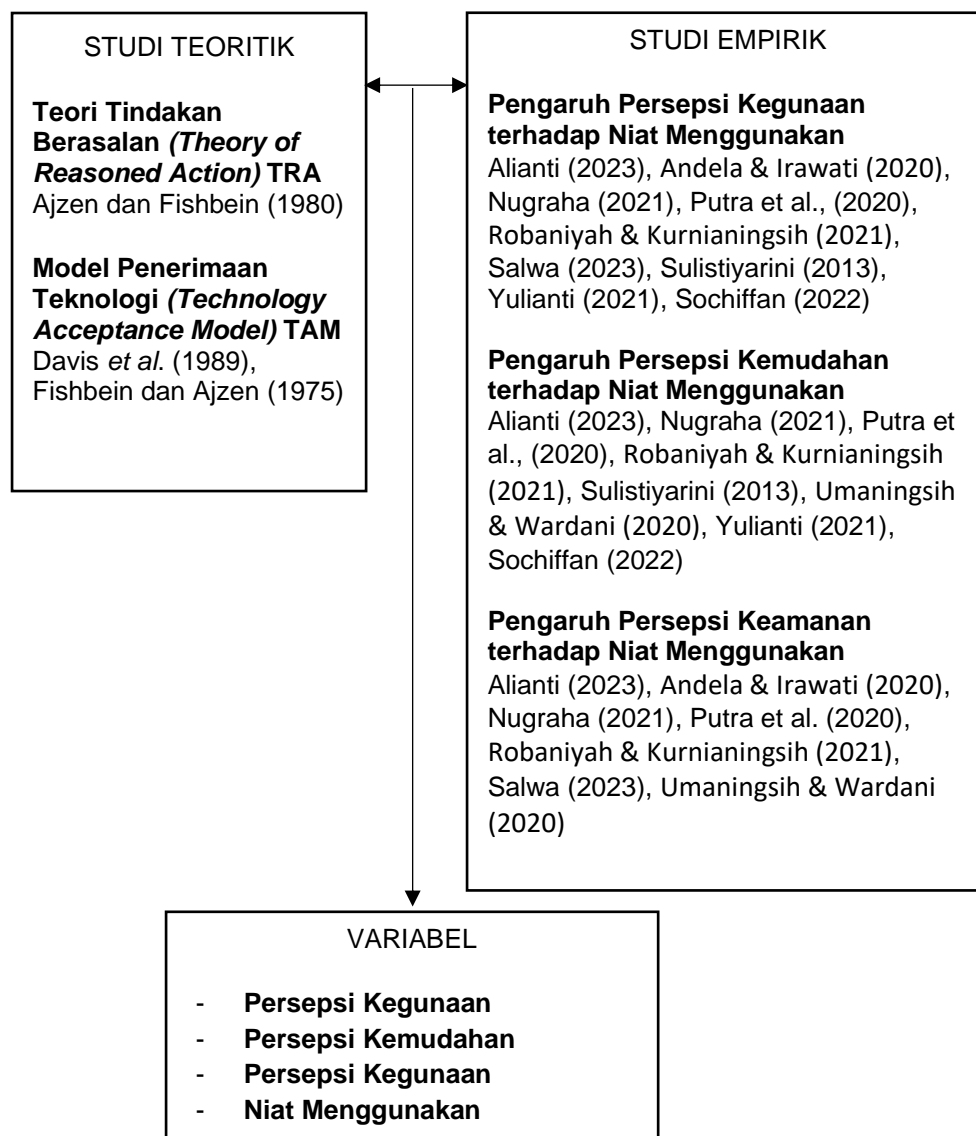 STUDI TEORITIK
Teori Tindakan
Berasalan (Theory of
Reasoned Action) TRA
Ajzen dan Fishbein (1980)
Model Penerimaan
Teknologi (Technology
Acceptance Model) TAM
Davis et al. (1989),
Fishbein dan Ajzen (1975)
STUDI EMPIRIK
Pengaruh Persepsi Kegunaan
terhadap Niat Menggunakan
Alianti (2023), Andela & Irawati (2020),
Nugraha (2021), Putra et al., (2020),
Robaniyah & Kurnianingsih (2021),
Salwa (2023), Sulistiyarini (2013),
Yulianti (2021), Sochiffan (2022)
Pengaruh Persepsi Kemudahan
terhadap Niat Menggunakan
Alianti (2023), Nugraha (2021), Putra et
al., (2020), Robaniyah & Kurnianingsih
(2021), Sulistiyarini (2013), Umaningsih
& Wardani (2020), Yulianti (2021),
Sochiffan (2022)
Pengaruh Persepsi Keamanan
terhadap Niat Menggunakan
Alianti (2023), Andela & Irawati (2020),
Nugraha (2021), Putra et al. (2020),
Robaniyah & Kurnianingsih (2021),
Salwa (2023), Umaningsih & Wardani
(2020)
VARIABEL
- Persepsi Kegunaan
- Persepsi Kemudahan
- Persepsi Kegunaan
- Niat Menggunakan